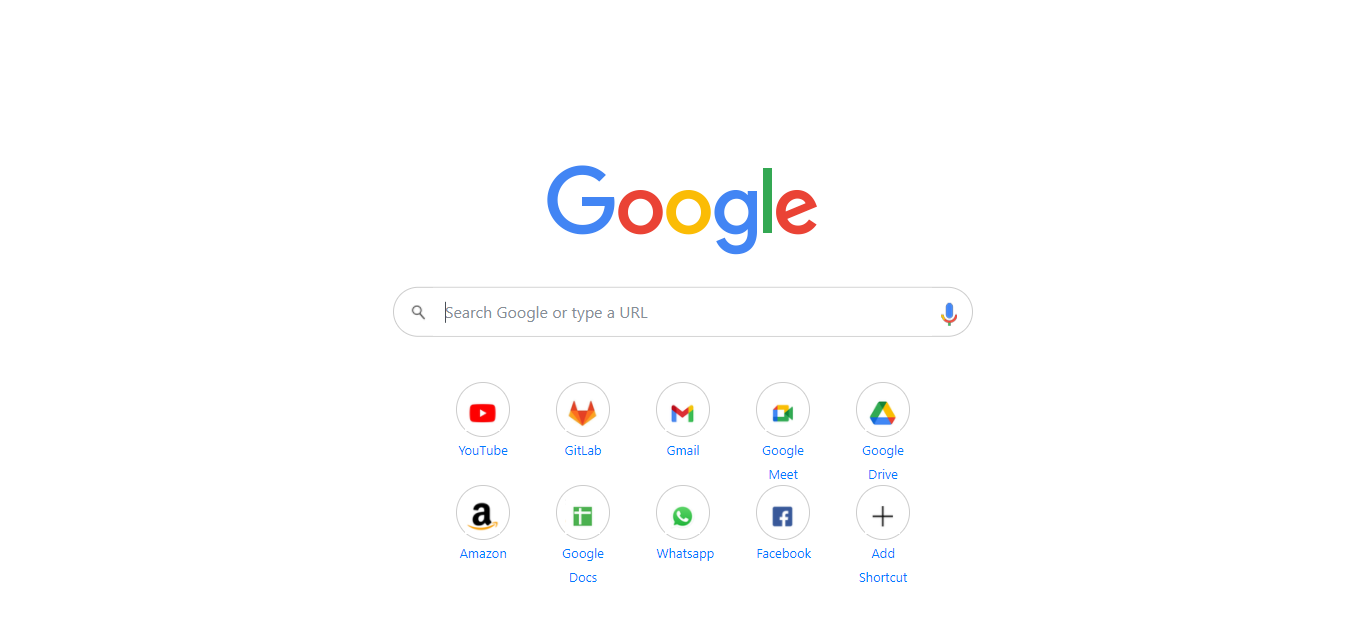 Google
Search Google or type a URL
YouTube
GitLab
Gmail
Google
Meet
Google
Drive
Amazon
Google
Docs
Whatsapp
Facebook
Add
Shortcut